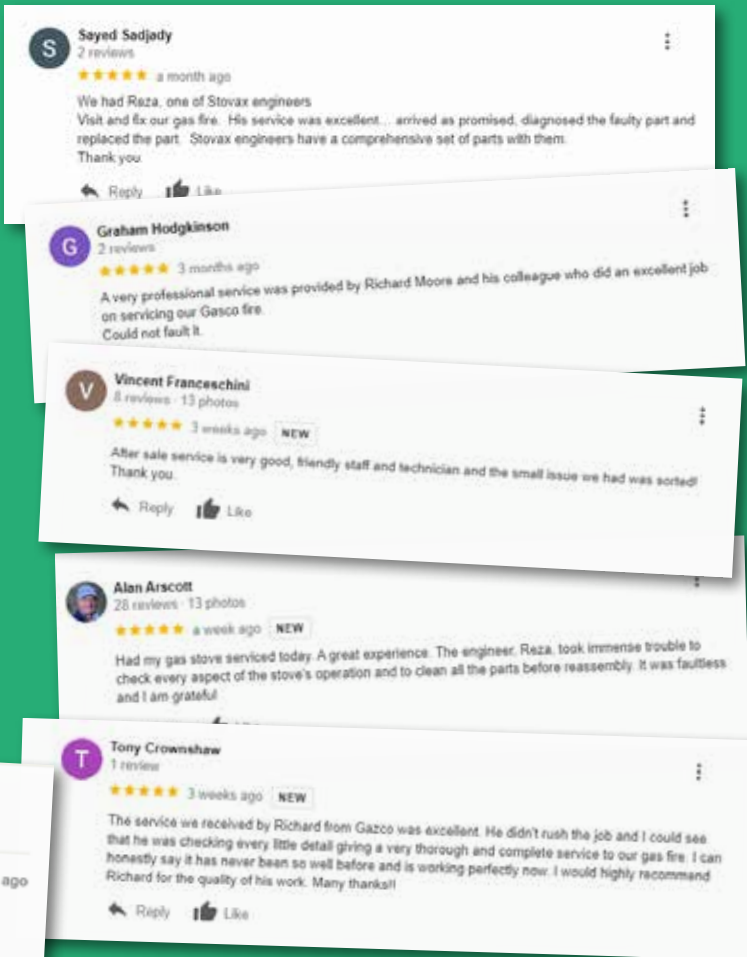 S
Sayed Sadjady
2 reviews
a month ago
We had Reza, one of Stovax engineers
Visit and fix our gas fire. His service was excellent... arrived as promised, diagnosed the faulty part and
replaced the part. Stovax engineers have a comprehensive set of parts with them.
Thank you
Reply Like
G
Graham Hodgkinson
2 reviews
3 months ago
A very professional service was provided by Richard Moore and his colleague who did an excellent job
on servicing our Gasco fire.
Could not fault it.
V
Vincent Franceschini
8 reviews · 13 photos
3 weeks ago NEW
After sale service is very good, friendly staff and technician and the small issue we had was sorted!
Thank you.
Reply Like
Alan Arscott
28 reviews · 13 photos
a week ago NEW
Had my gas stove serviced today. A great experience. The engineer, Reza, took immense trouble to
check every aspect of the stove's operation and to clean all the parts before reassembly. It was faultless
and I am grateful
T
Tony Crownshaw
1 review
3 weeks ago NEW
The service we received by Richard from Gazco was excellent. He didn't rush the job and I could see
that he was checking every little detail giving a very thorough and complete service to our gas fire. I can
honestly say it has never been so well before and is working perfectly now. I would highly recommend
Richard for the quality of his work. Many thanks!!
Reply Like
ago